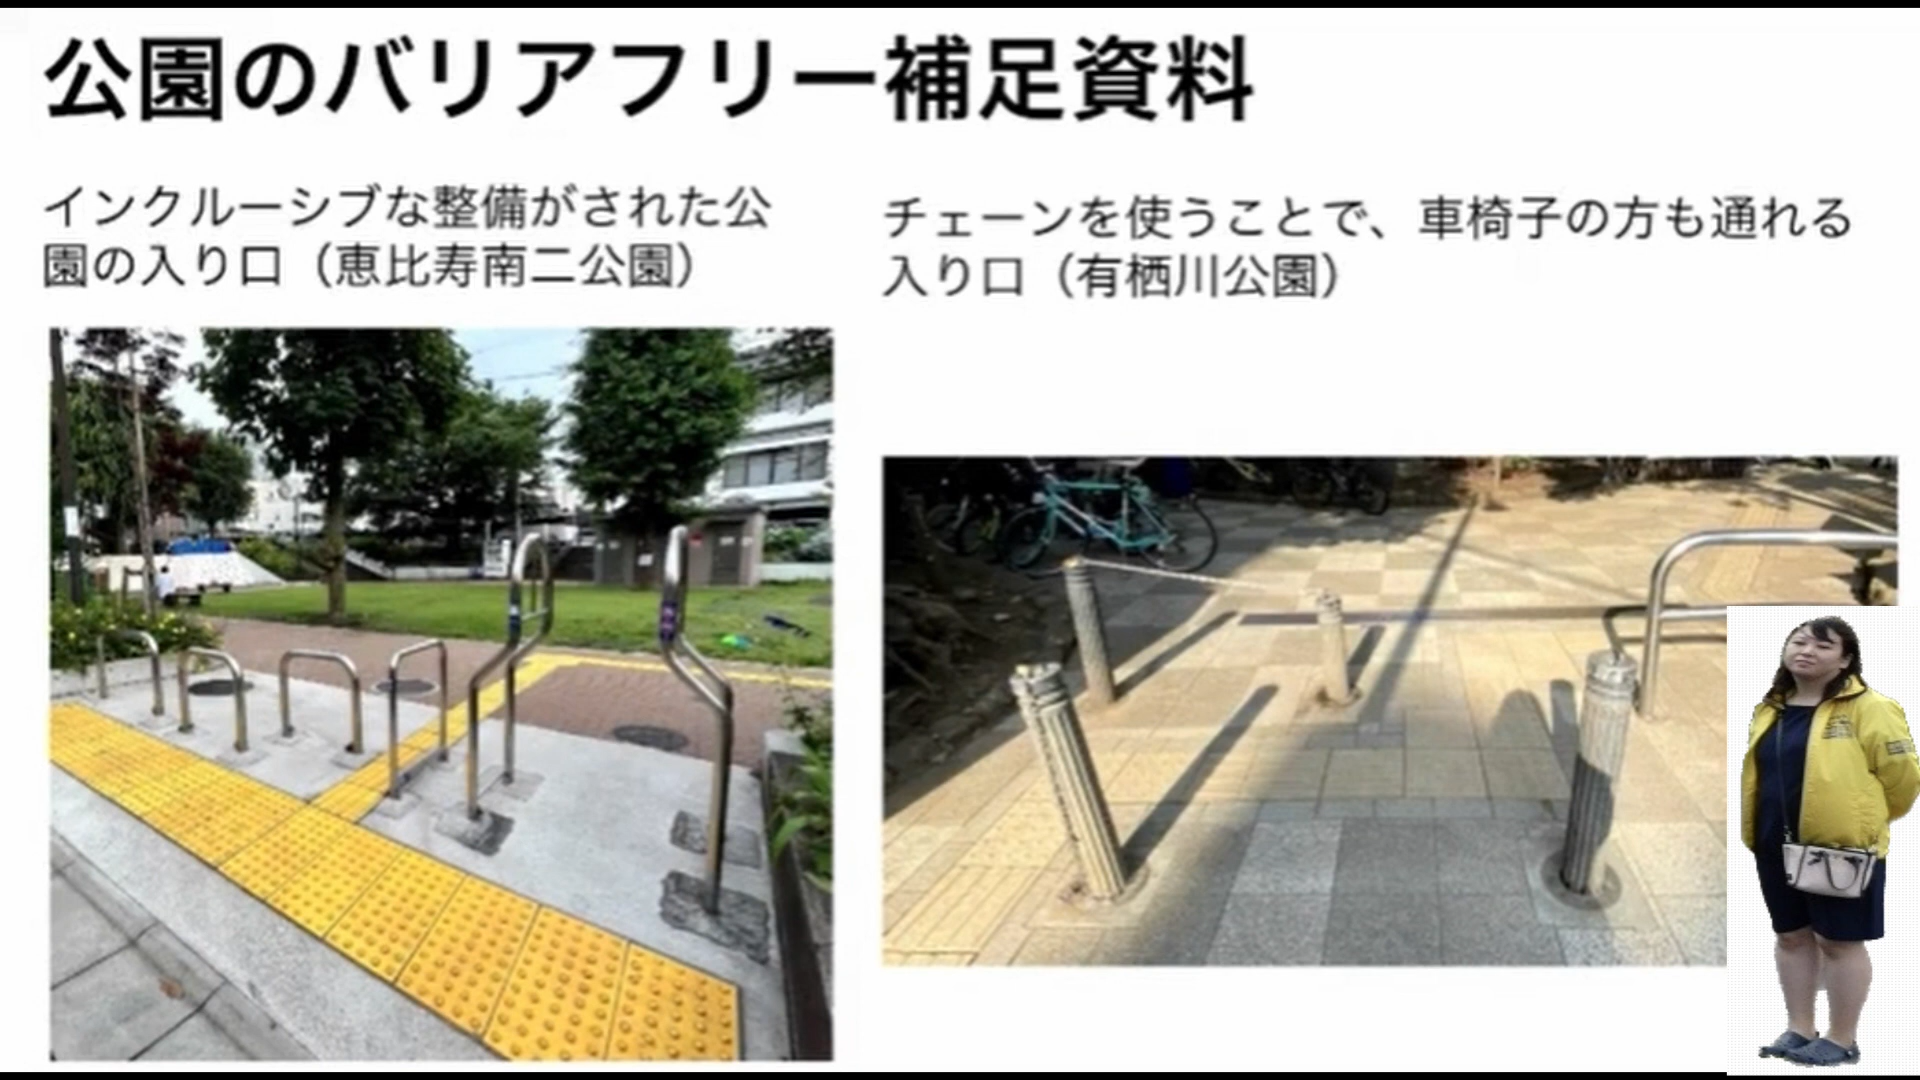 公園のバリアフリー補足資料
インクルーシブな整備がされた公
園の入り口（恵比寿南二公園）
チェーンを使うことで、車椅子の方も通れる
入り口（有栖川公園）